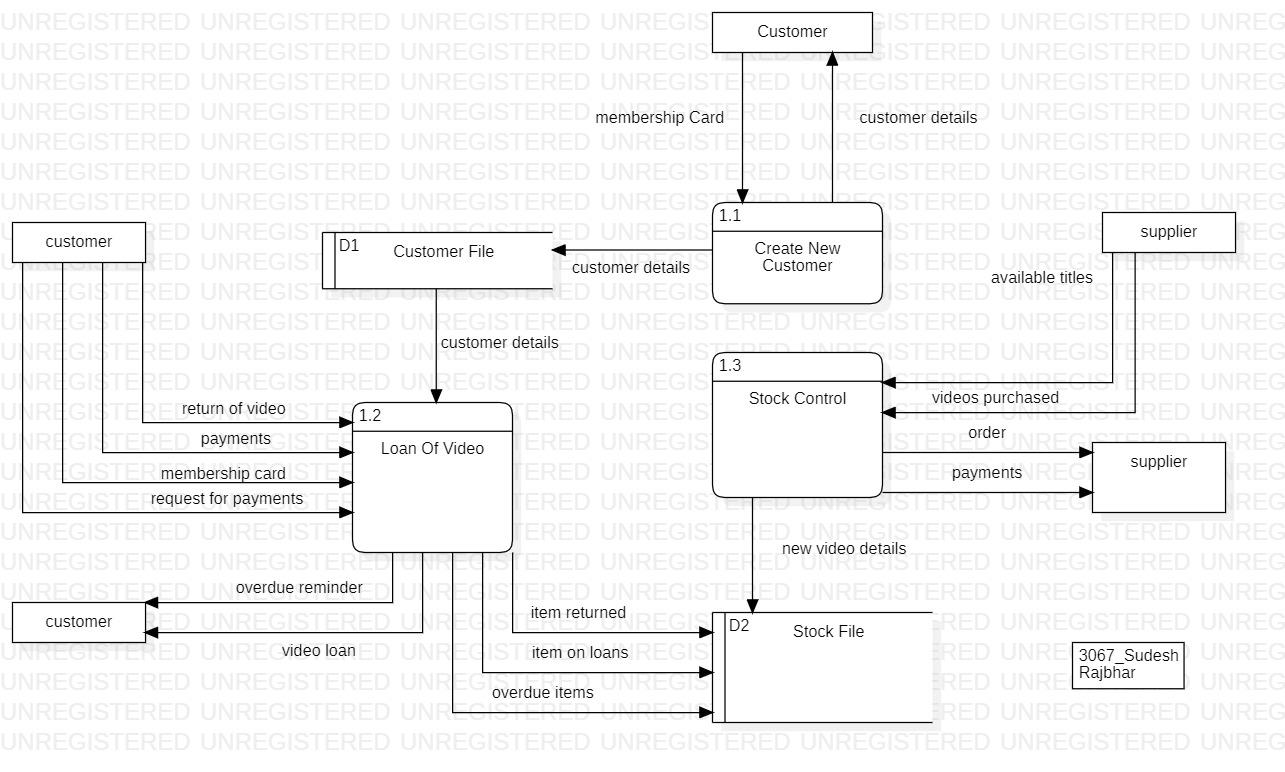 Customer
membership Card
customer details
1.1
Create New
Customer
customer
D1
Customer File
customer details
supplier
available titles
customer details
1.3
Stock Control
videos purchased
order
payments
supplier
return of video
payments
membership card
request for payments
1.2
Loan Of Video
new video details
overdue reminder
customer
video loan
item returned
item on loans
overdue items
D2
Stock File
3067_Sudesh
Rajbhar
UNREGISTERED UNREGISTERED UNREGISTERED UNREGISTERED UNREGISTERED UNREGISTERED UNREG